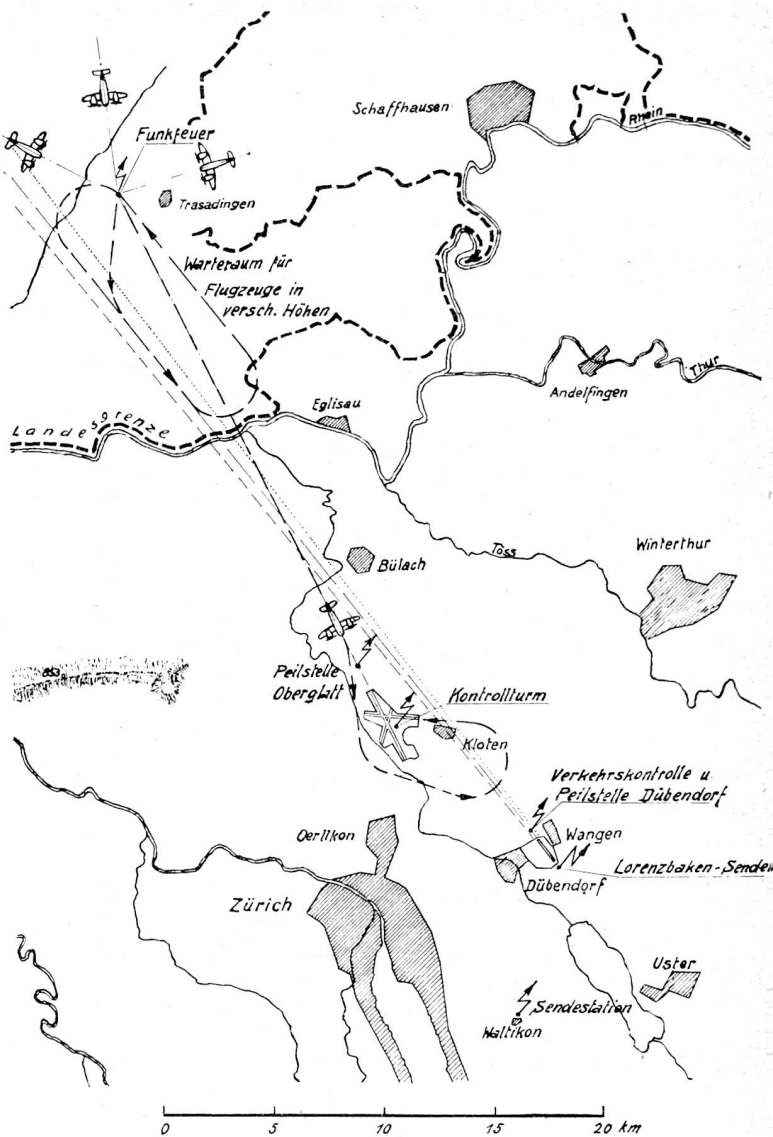 Schaffhausen
Rhein
Funkfeuer
Trasadingen
Warteraum für
Flugzeuge in
versch. Höhen
Thur
Andelfingen
Eglisau
Landesgrenze
Töss
Winterthur
Bülach
853
Peilstelle
Oberglatt
Kontrollturm
Kloten
Verkehrskontrolle u.
Peilstelle Dübendorf
Oerlikon
Wangen
Lorenzbaken-Sender
Dübendorf
Zürich
Uster
Sendestation
Waltikon
0 5 10 15 20 km